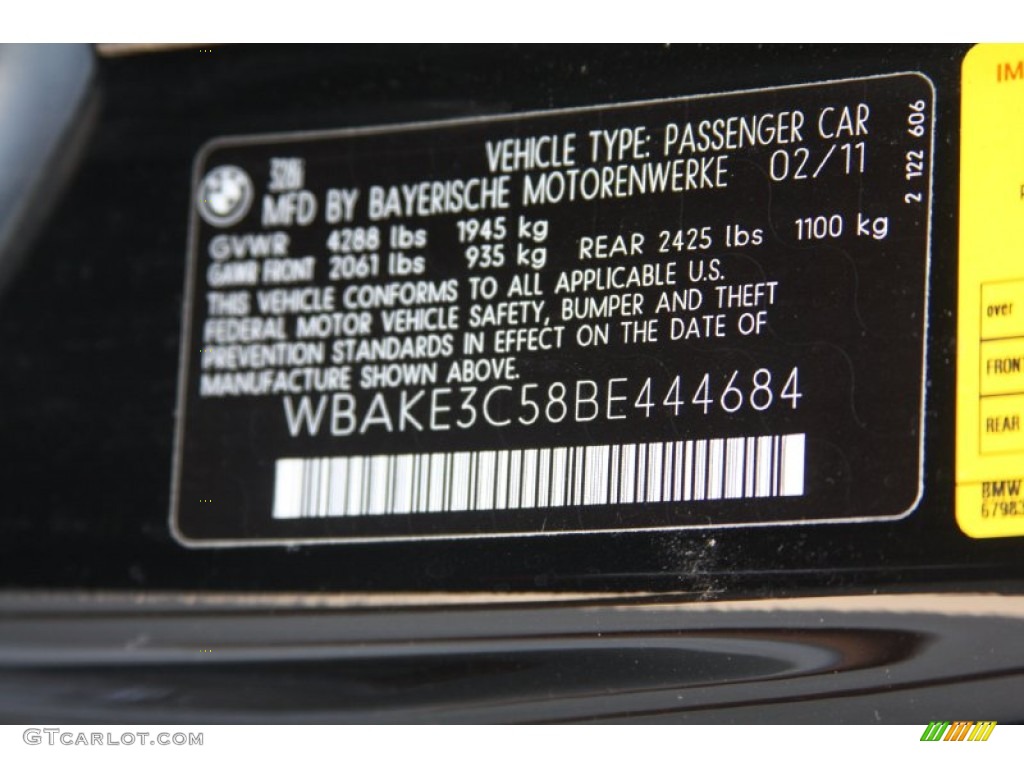 328i
VEHICLE TYPE: PASSENGER CAR
MFD BY BAYERISCHE MOTORENWERKE 02/11
GVWR 4288 lbs 1945 kg
GAWR FRONT 2061 lbs 935 kg REAR 2425 lbs 1100 kg
THIS VEHICLE CONFORMS TO ALL APPLICABLE U.S.
FEDERAL MOTOR VEHICLE SAFETY, BUMPER AND THEFT
PREVENTION STANDARDS IN EFFECT ON THE DATE OF
MANUFACTURE SHOWN ABOVE.
WBAKE3C58BE444684
2 122 606
over
FRONT
REAR
BMW
GTCarLot.com